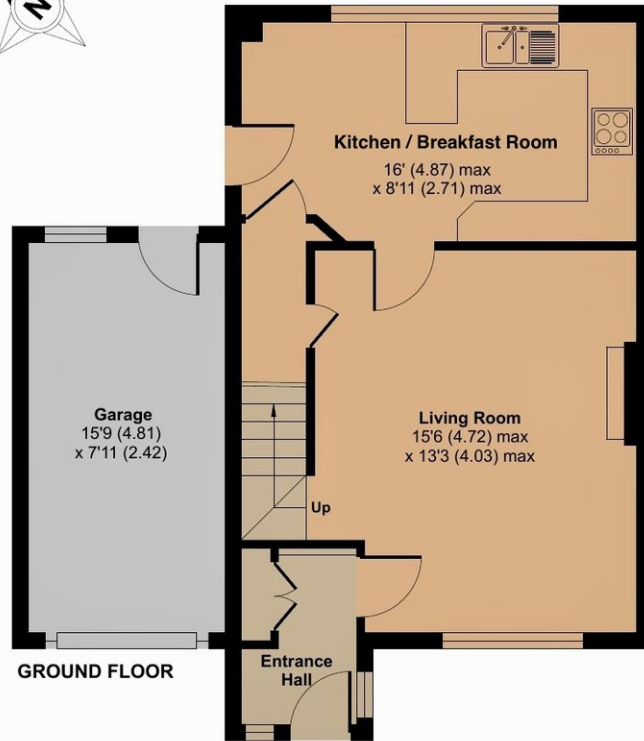 N
Kitchen / Breakfast Room
16' (4.87) max
x 8'11 (2.71) max
Garage
15'9 (4.81)
x 7'11 (2.42)
Living Room
15'6 (4.72) max
x 13'3 (4.03) max
Up
Entrance
Hall
GROUND FLOOR